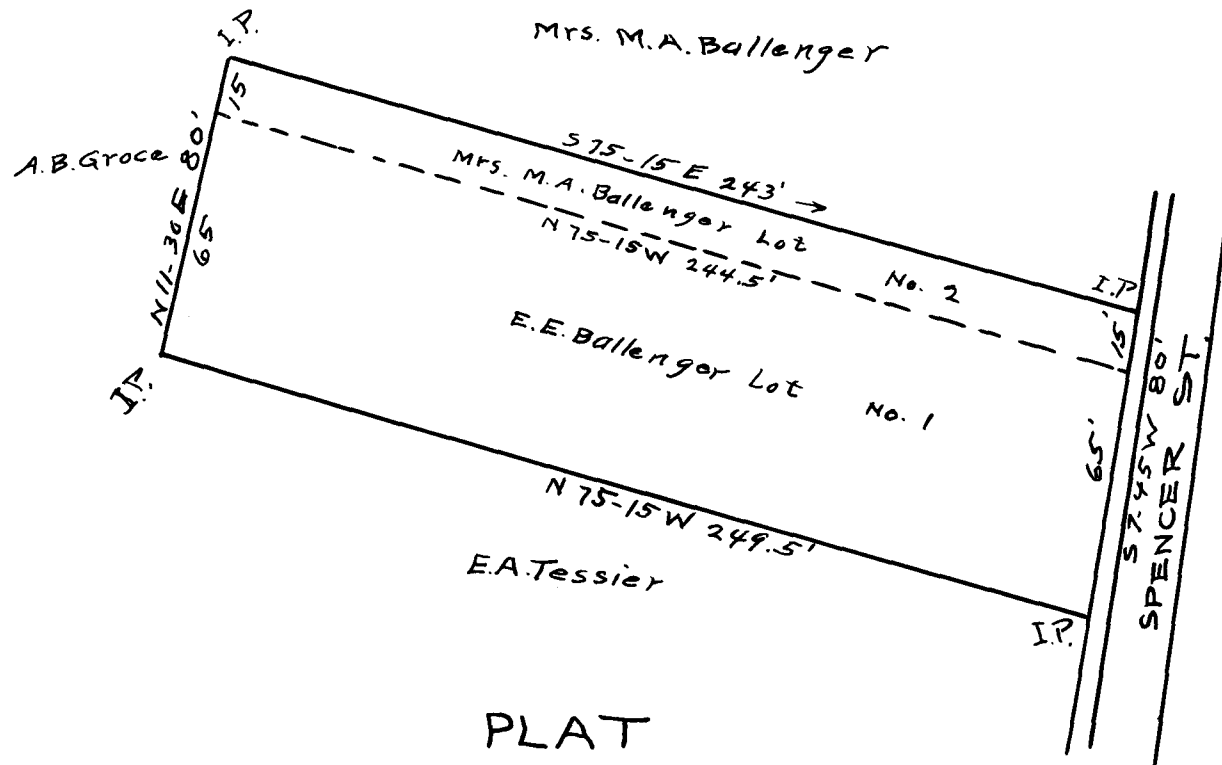 I.P.
Mrs. M.A. Ballenger
15
A.B. Groce
N 11-30 E 80'
65
S 75-15 E 243' →
Mrs. M.A. Ballenger Lot No. 2
N 75-15 W 244.5'
I.P.
15'
E.E. Ballenger Lot No. 1
65'
S 7-45 W 80'
SPENCER ST.
I.P.
N 75-15 W 249.5'
E.A. Tessier
I.P.
PLAT